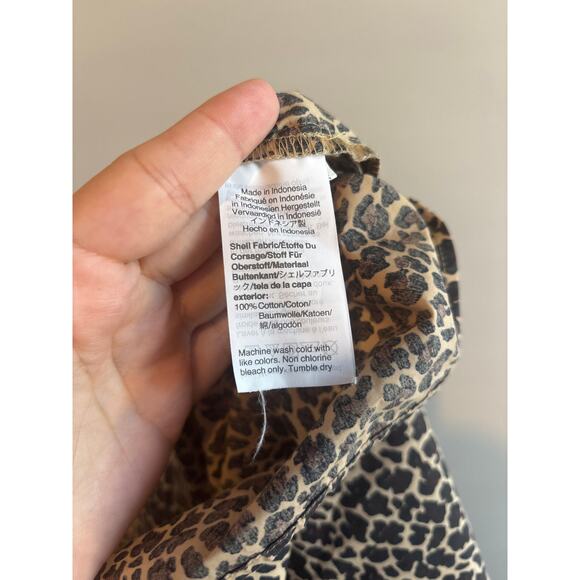 Made in Indonesia
Fabriqué en Indonésie
in Indonesien Hergestellt
Vervaardigd in Indonesië
インドネシア製
Hecho en Indonesia
Shell Fabric/Étoffe Du
Corsage/Stoff Für
Oberstoff/Materiaal
Buitenkant/シェルファブリ
ック/tela de la capa
exterior:
100% Cotton/Coton/
Baumwolle/Katoen/
綿/algodón
Machine wash cold with
like colors. Non chlorine
bleach only. Tumble dry